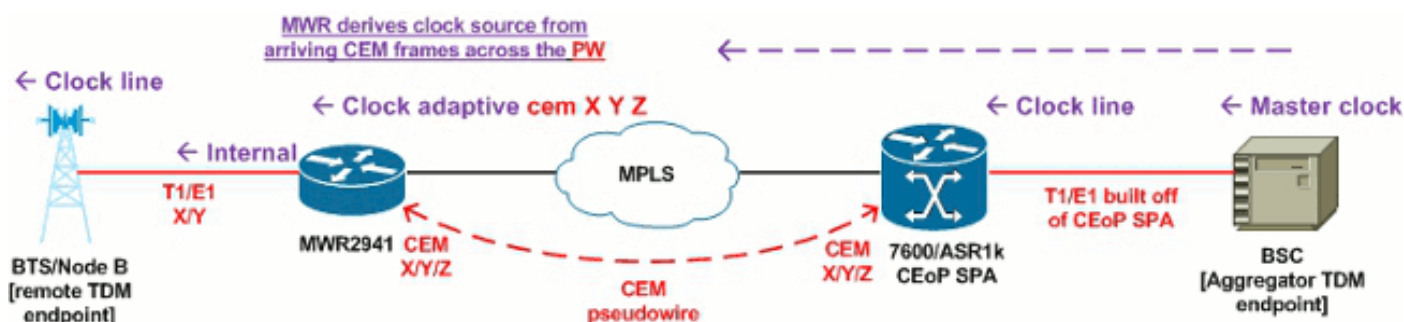 MWR derives clock source from
arriving CEM frames across the PW
← Clock line
← Clock adaptive cem X Y Z
← Clock line
← Master clock
← Internal
MPLS
T1/E1
X/Y
T1/E1 built off
of CEoP SPA
MWR2941
CEM
X/Y/Z
CEM
X/Y/Z
7600/ASR1k
CEoP SPA
BTS/Node B
[remote TDM
endpoint]
CEM
pseudowire
BSC
[Aggregator TDM
endpoint]